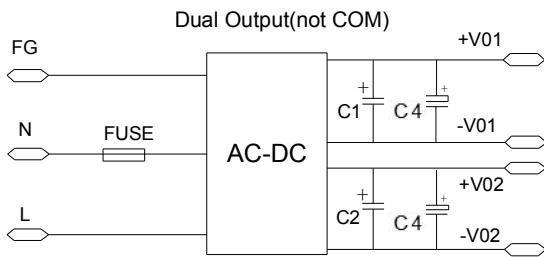 Dual Output(not COM)
FG
+V01
+
+
C1
C4
N
FUSE
AC-DC
-V01
+V02
+
+
L
C2
C4
-V02